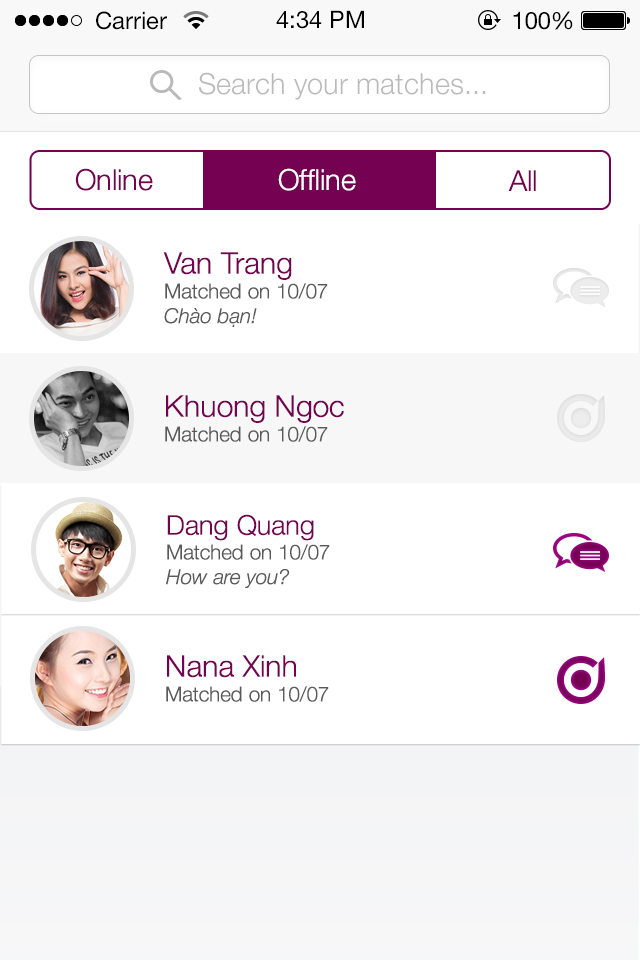 Carrier 4:34 PM 100%
Search your matches...
Online Offline All
Van Trang
Matched on 10/07
Chào bạn!
Khuong Ngoc
Matched on 10/07
Dang Quang
Matched on 10/07
How are you?
Nana Xinh
Matched on 10/07